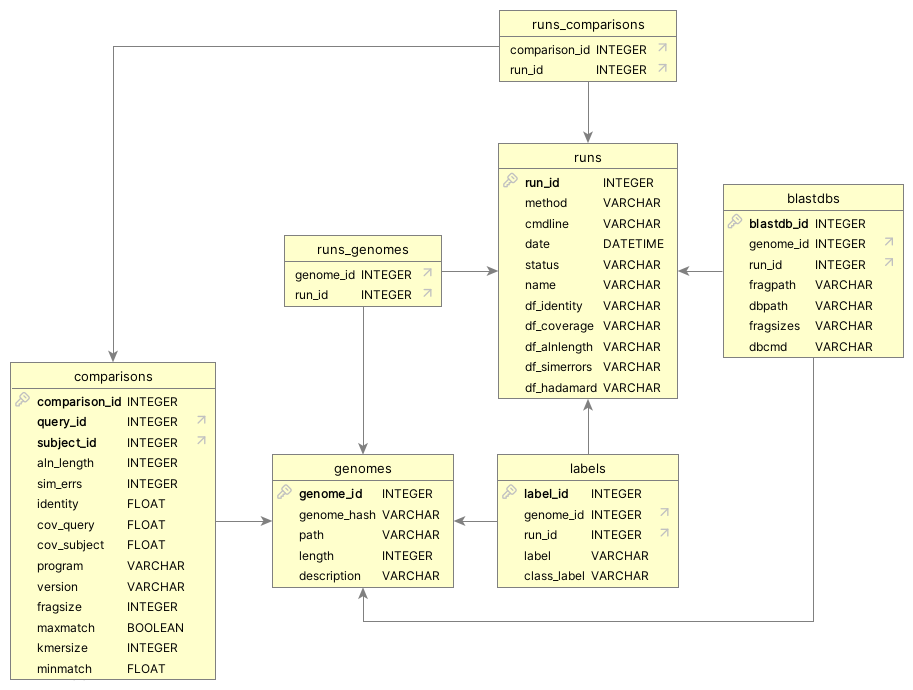 runs_comparisons
comparison_id INTEGER
run_id INTEGER
runs
run_id INTEGER
method VARCHAR
cmdline VARCHAR
date DATETIME
status VARCHAR
name VARCHAR
df_identity VARCHAR
df_coverage VARCHAR
df_alnlength VARCHAR
df_simerrors VARCHAR
df_hadamard VARCHAR
blastdbs
blastdb_id INTEGER
genome_id INTEGER
run_id INTEGER
fragpath VARCHAR
dbpath VARCHAR
fragsizes VARCHAR
dbcmd VARCHAR
runs_genomes
genome_id INTEGER
run_id INTEGER
comparisons
comparison_id INTEGER
query_id INTEGER
subject_id INTEGER
aln_length INTEGER
sim_errs INTEGER
identity FLOAT
cov_query FLOAT
cov_subject FLOAT
program VARCHAR
version VARCHAR
fragsize INTEGER
maxmatch BOOLEAN
kmersize INTEGER
minmatch FLOAT
genomes
genome_id INTEGER
genome_hash VARCHAR
path VARCHAR
length INTEGER
description VARCHAR
labels
label_id INTEGER
genome_id INTEGER
run_id INTEGER
label VARCHAR
class_label VARCHAR